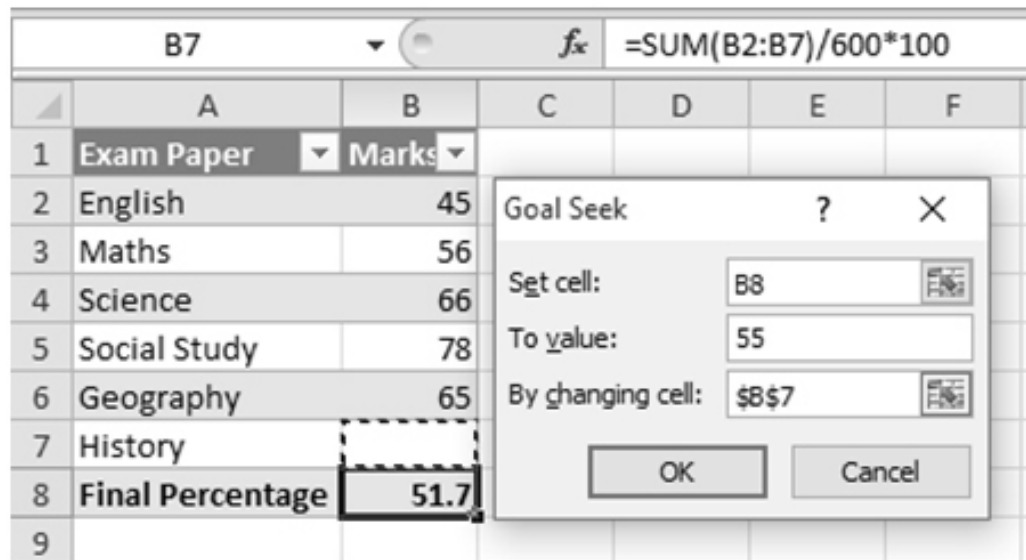 B7 fx =SUM(B2:B7)/600*100
A B C D E F
1 Exam Paper Marks
2 English 45
3 Maths 56
4 Science 66
5 Social Study 78
6 Geography 65
7 History
8 Final Percentage 51.7
9
Goal Seek ? X
Set cell: B8
To value: 55
By changing cell: $B$7
OK Cancel